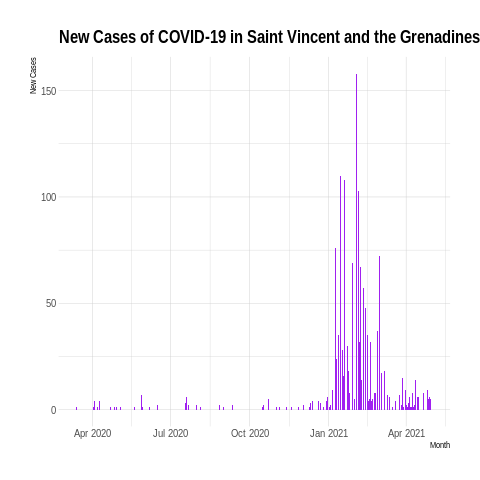 New Cases of COVID-19 in Saint Vincent and the Grenadines
New Cases
150
100
50
0
Apr 2020 Jul 2020 Oct 2020 Jan 2021 Apr 2021
Month